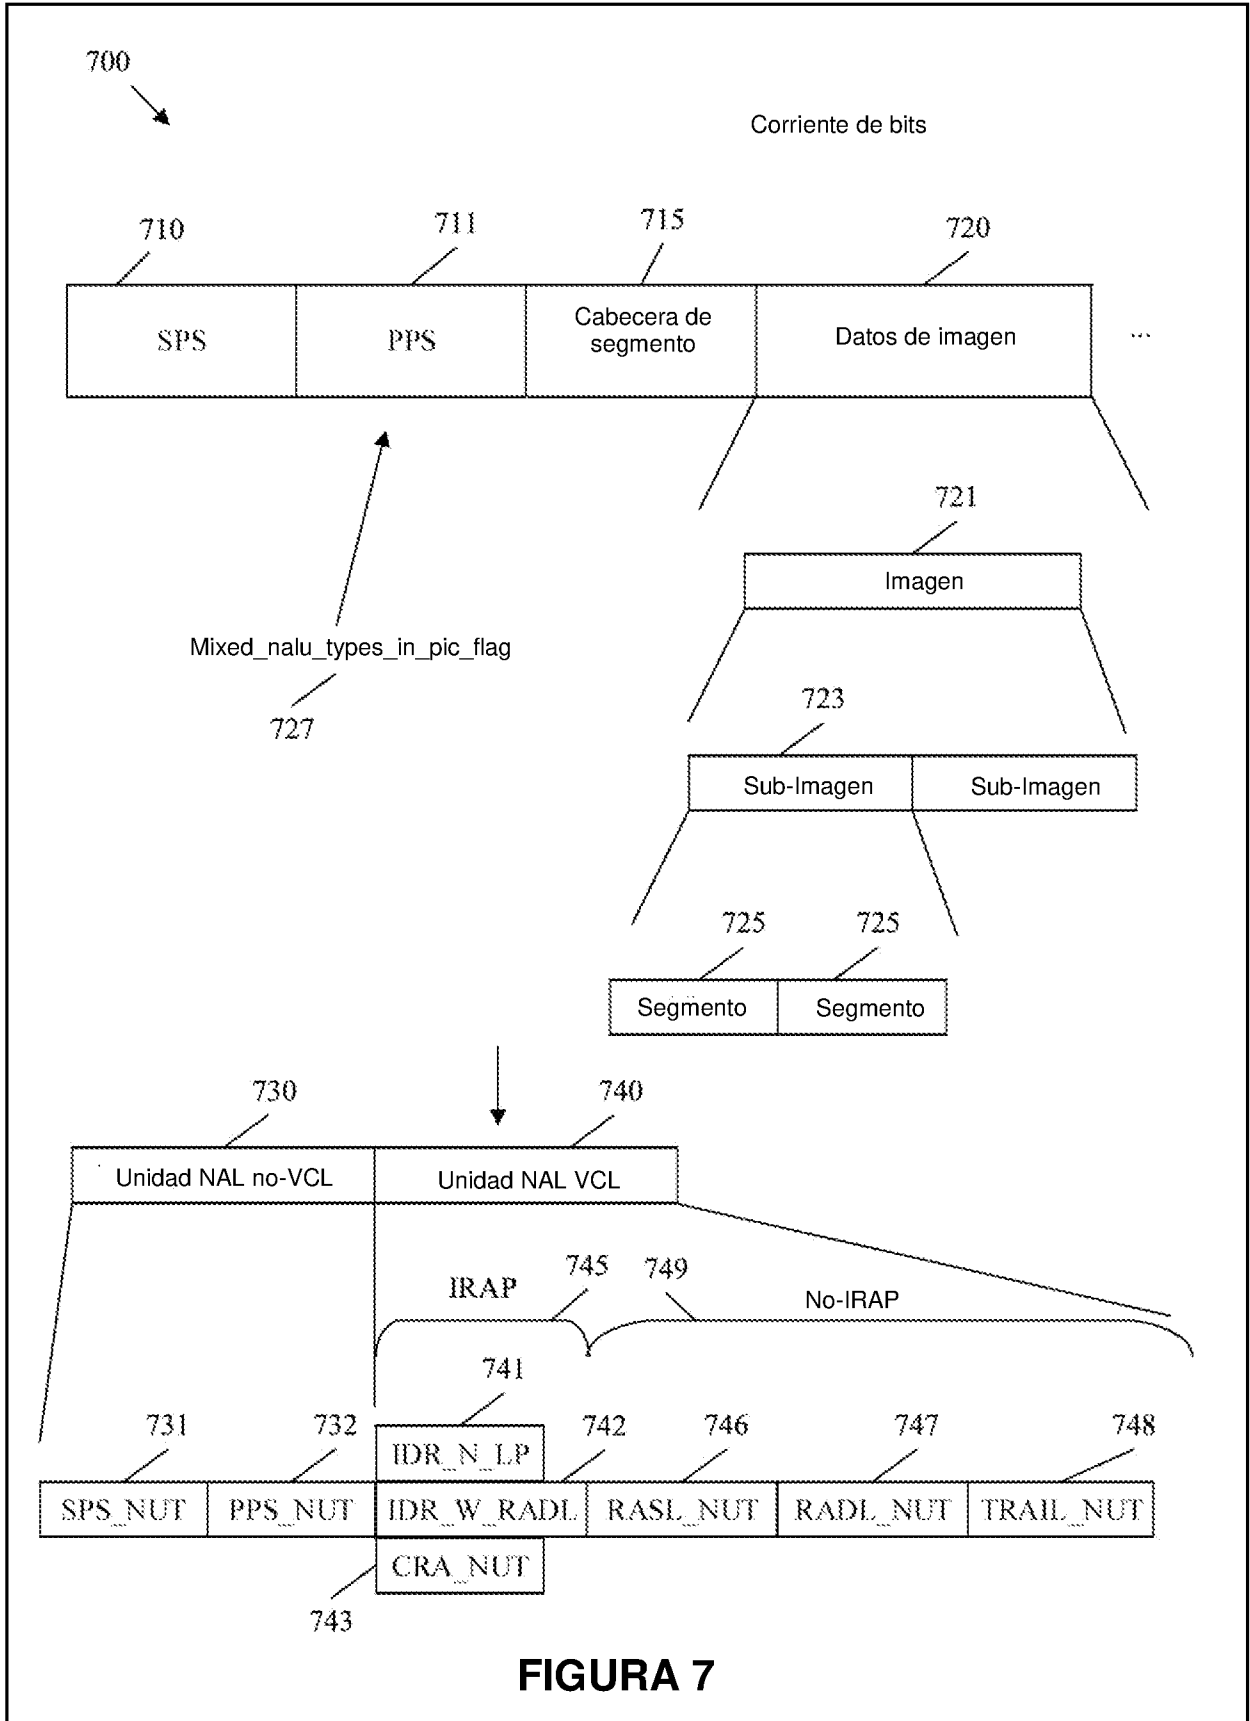 700
Corriente de bits
710
711
715
720
SPS
PPS
Cabecera de
segmento
Datos de imagen
...
721
Imagen
Mixed_nalu_types_in_pic_flag
727
723
Sub-Imagen
Sub-Imagen
725
725
Segmento
Segmento
730
740
Unidad NAL no-VCL
Unidad NAL VCL
IRAP
745
749
No-IRAP
741
731
732
IDR_N_LP
742
746
747
748
SPS_NUT
PPS_NUT
IDR_W_RADL
RASL_NUT
RADL_NUT
TRAIL_NUT
CRA_NUT
743
FIGURA 7